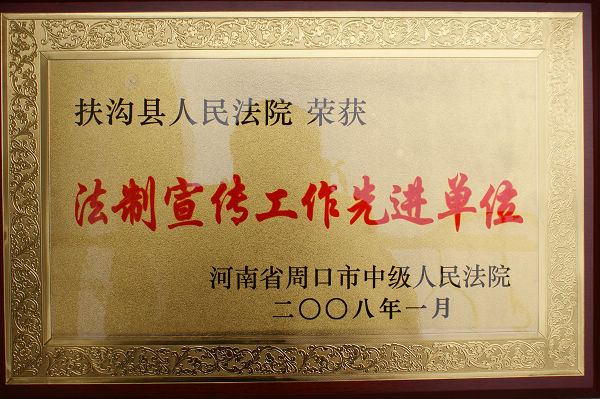 扶沟县人民法院 荣获
法制宣传工作先进单位
河南省周口市中级人民法院
二〇〇八年一月